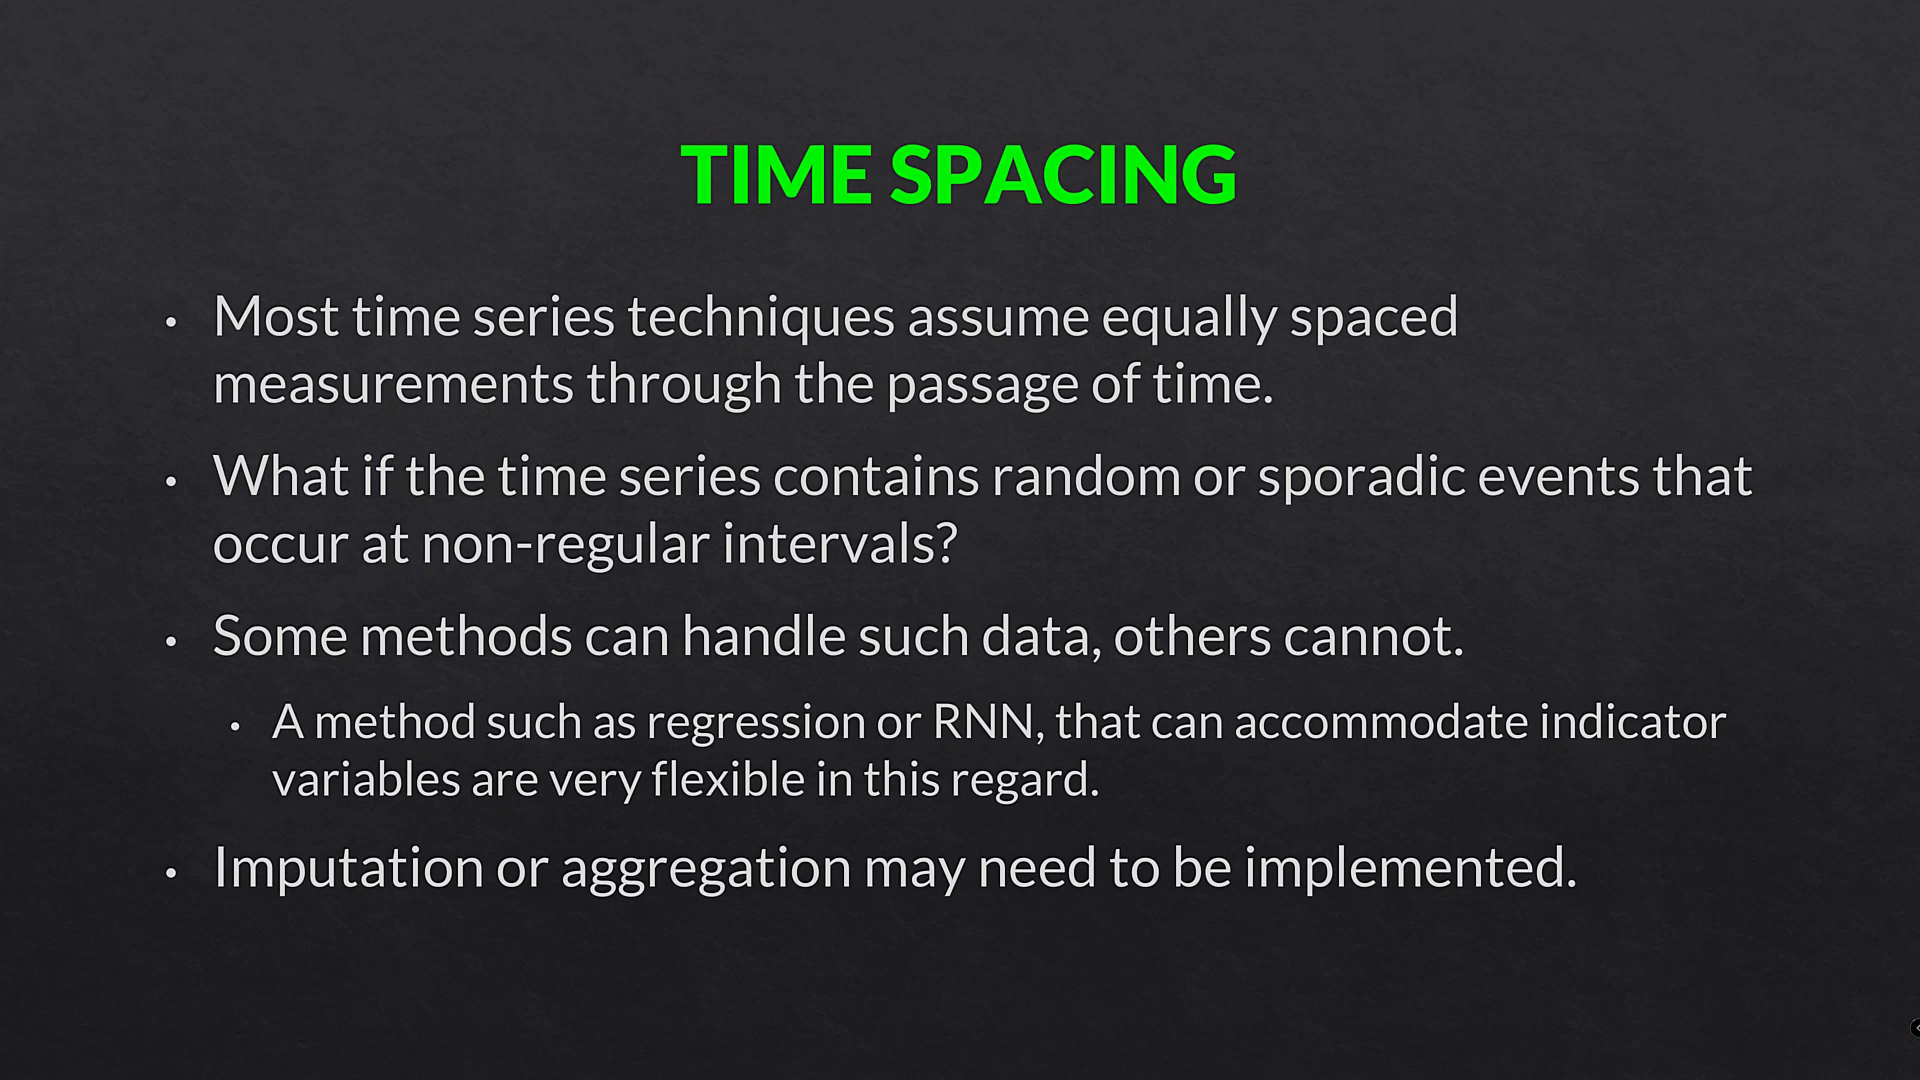 TIME SPACING
• Most time series techniques assume equally spaced
measurements through the passage of time.
• What if the time series contains random or sporadic events that
occur at non-regular intervals?
• Some methods can handle such data, others cannot.
• A method such as regression or RNN, that can accommodate indicator
variables are very flexible in this regard.
• Imputation or aggregation may need to be implemented.